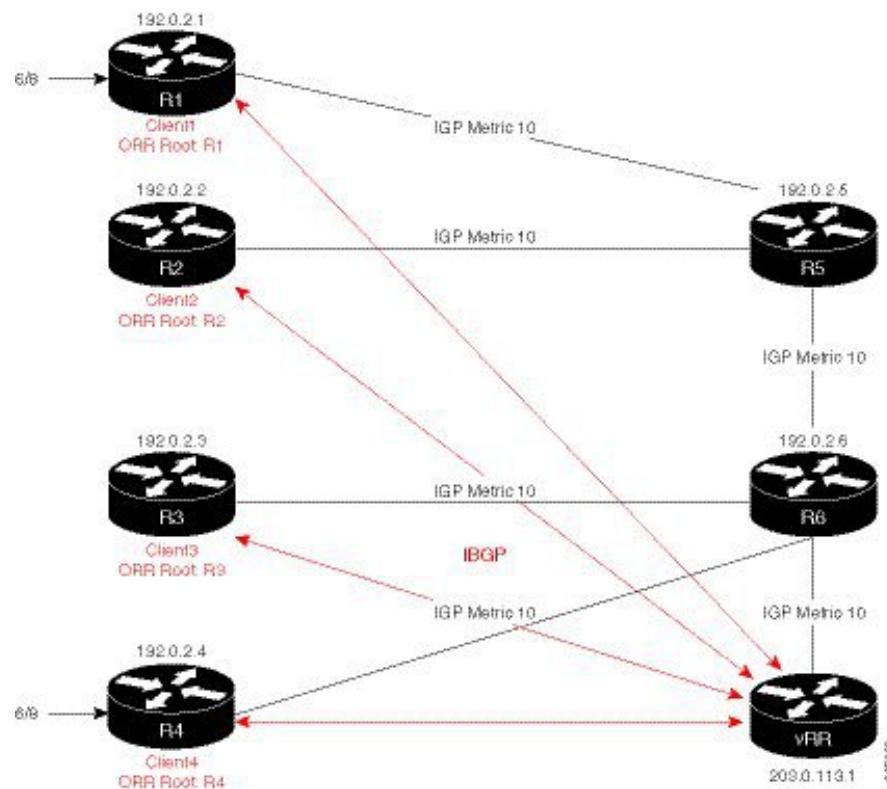 192.0.2.1
6/8
R1
Client1
ORR Root R1
IGP Metric 10
192.0.2.2
192.0.2.5
IGP Metric 10
R2
R5
Client2
ORR Root R2
IGP Metric 10
192.0.2.3
192.0.2.6
IGP Metric 10
R3
R6
Client3
ORR Root R3
IBGP
IGP Metric 10
IGP Metric 10
192.0.2.4
6/8
R4
vRR
Client4
ORR Root R4
203.0.113.1